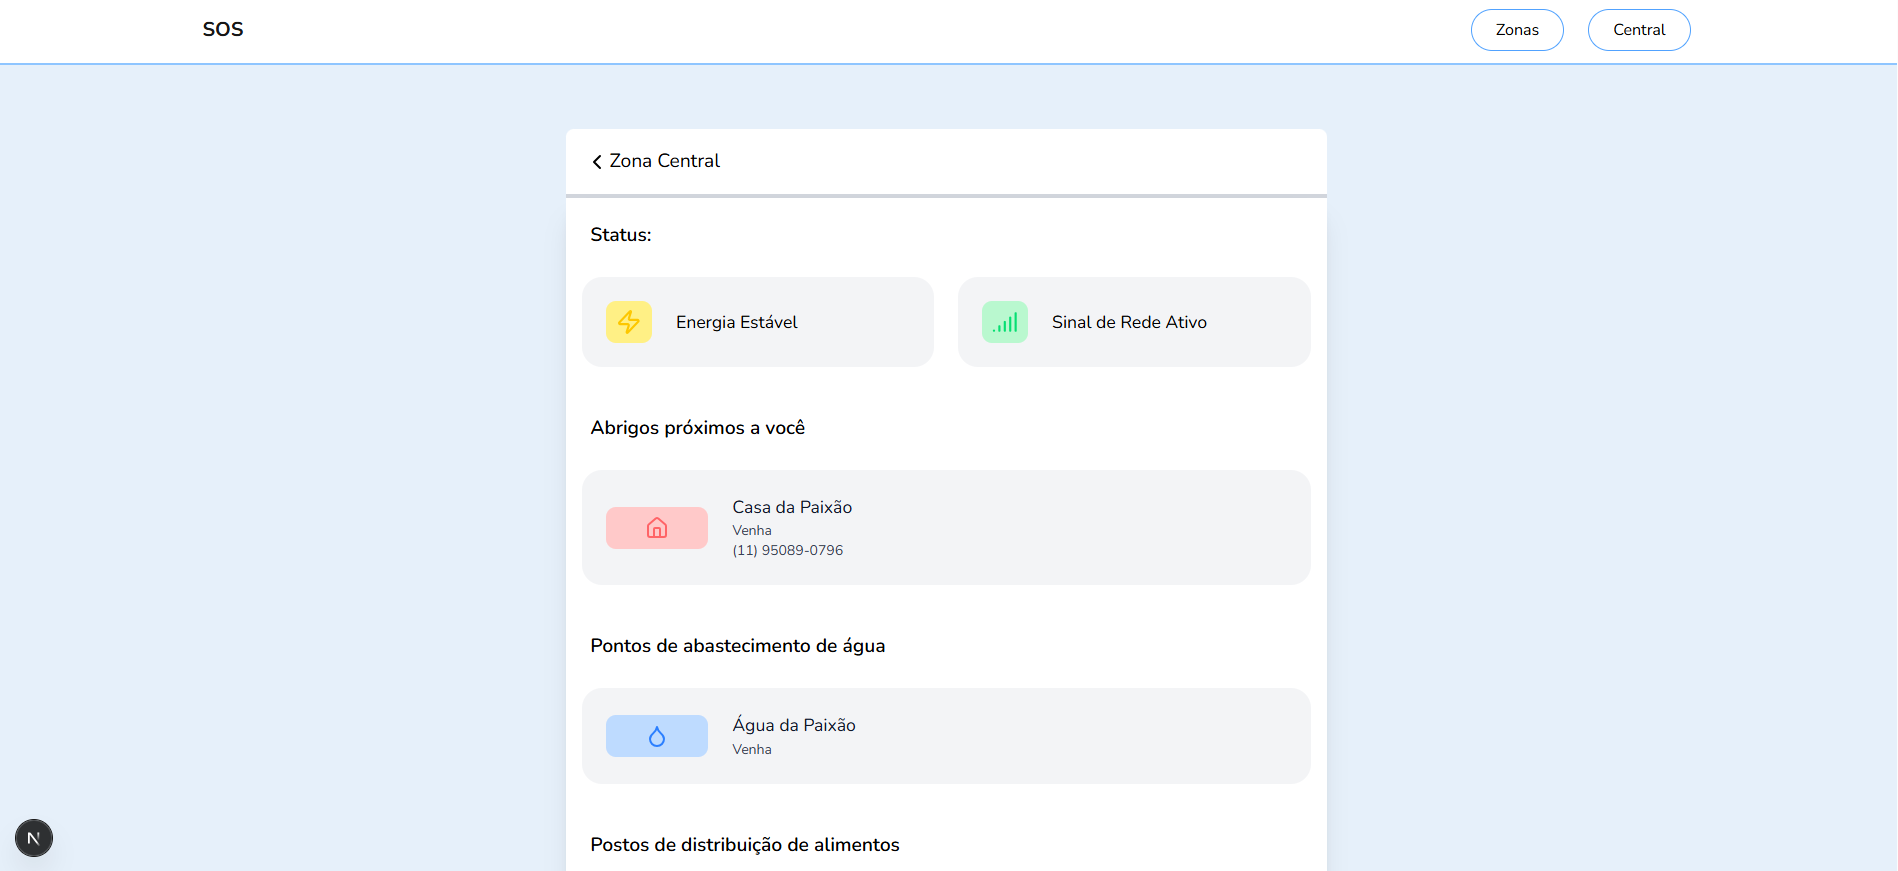 SOS
Zonas
Central
Zona Central
Status:
Energia Estável
Sinal de Rede Ativo
Abrigos próximos a você
Casa da Paixão
Venha
(11) 95089-0796
Pontos de abastecimento de água
Água da Paixão
Venha
Postos de distribuição de alimentos
N